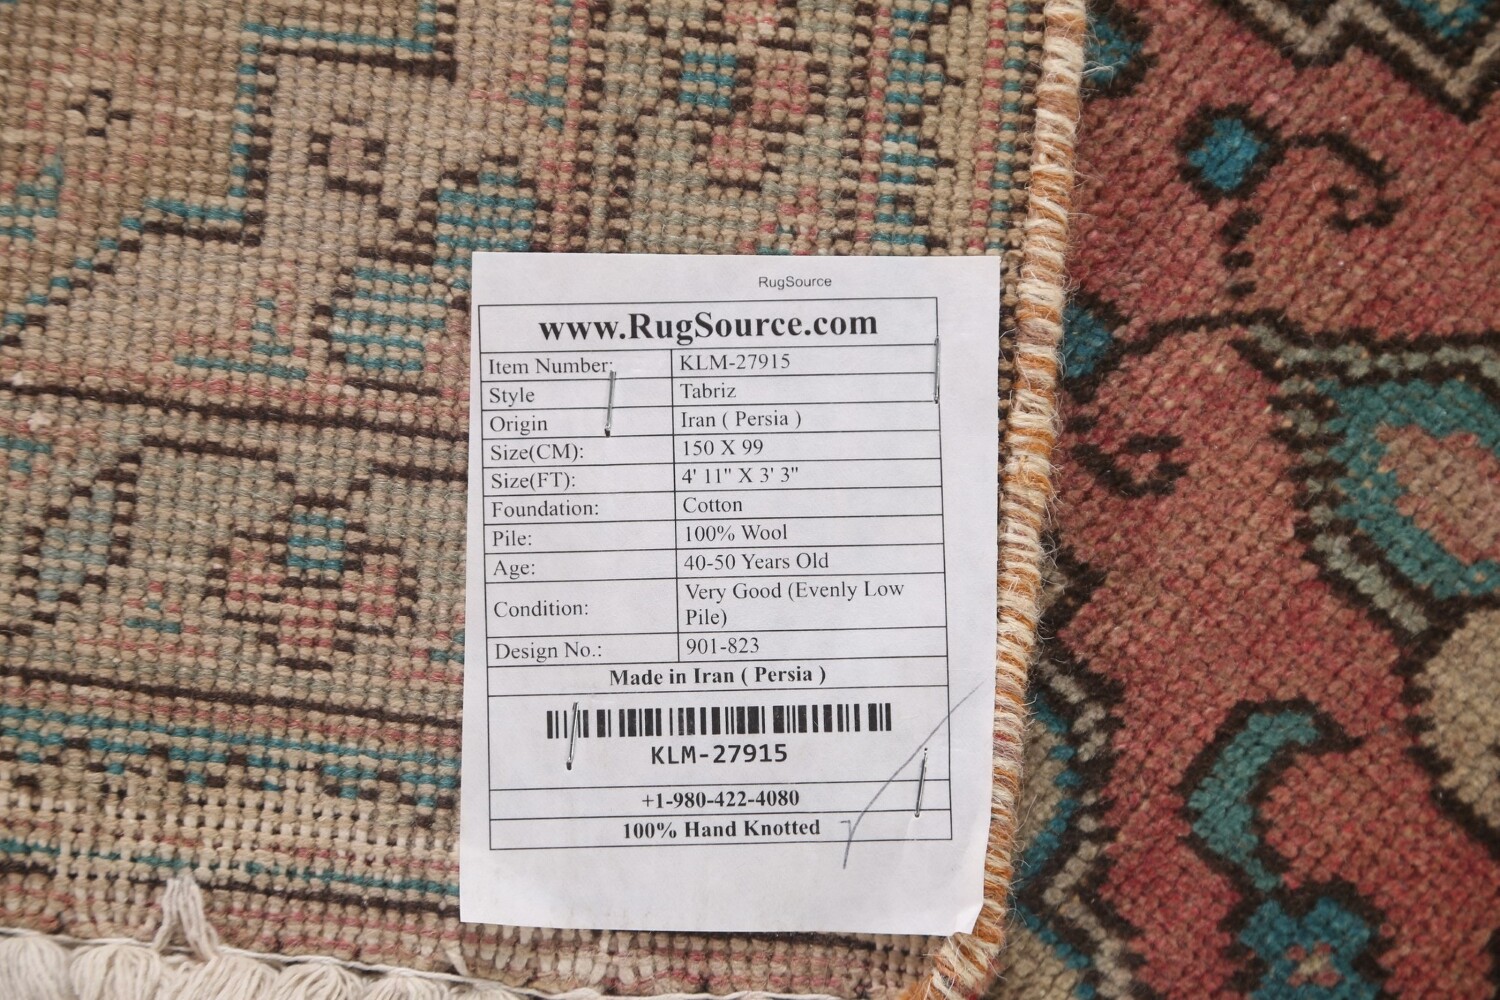 RugSource
www.RugSource.com
Item Number: KLM-27915
Style Tabriz
Origin Iran ( Persia )
Size(CM): 150 X 99
Size(FT): 4' 11" X 3' 3"
Foundation: Cotton
Pile: 100% Wool
Age: 40-50 Years Old
Condition: Very Good (Evenly Low
Pile)
Design No.: 901-823
Made in Iran ( Persia )
KLM-27915
+1-980-422-4080
100% Hand Knotted